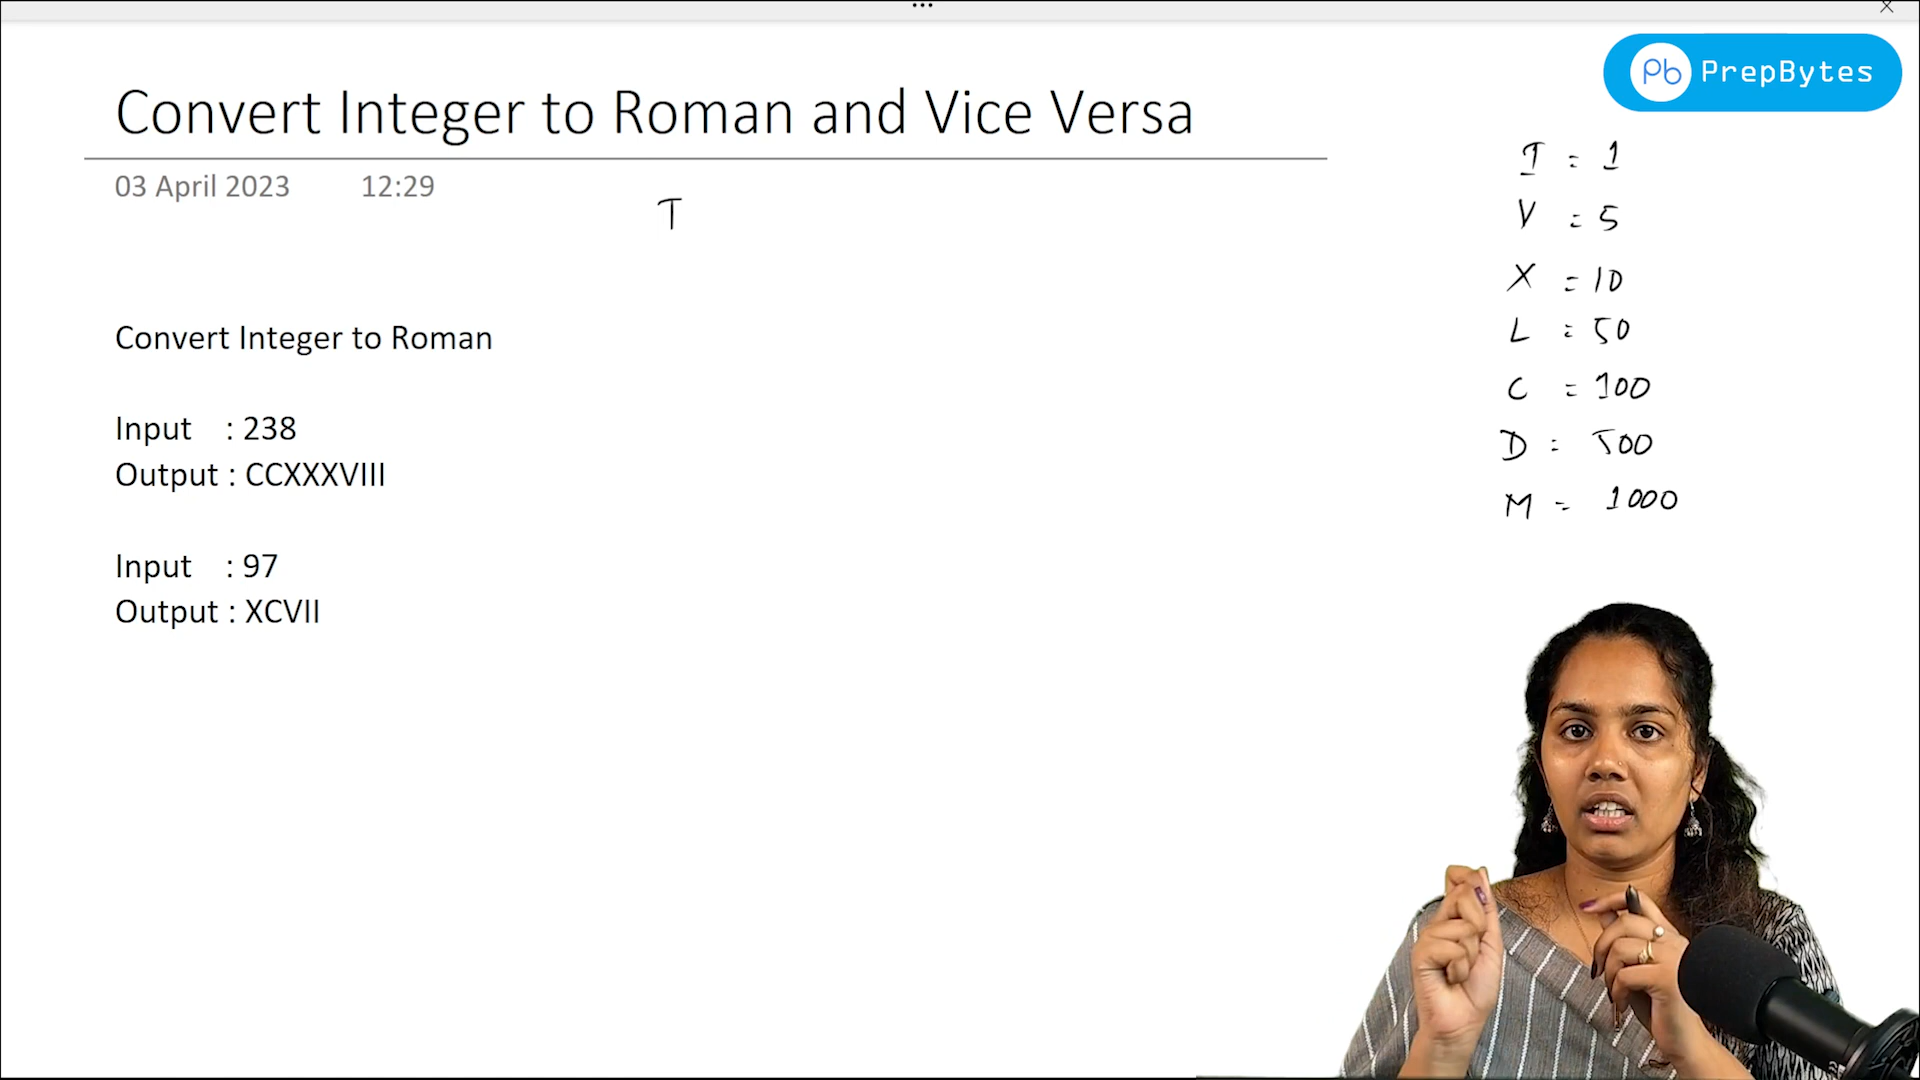 Pb PrepBytes
Convert Integer to Roman and Vice Versa
03 April 2023 12:29
I
Convert Integer to Roman
Input : 238
Output : CCXXXVIII
Input : 97
Output : XCVII
I = 1
V = 5
X = 10
L = 50
C = 100
D = 500
M = 1000